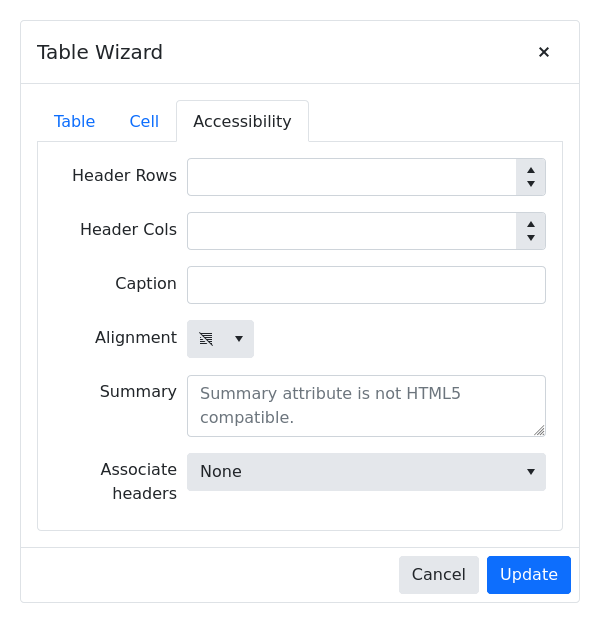 Table Wizard
Table Cell Accessibility
Header Rows
Header Cols
Caption
Alignment
Summary
Summary attribute is not HTML5
compatible.
Associate
headers
None
Cancel Update